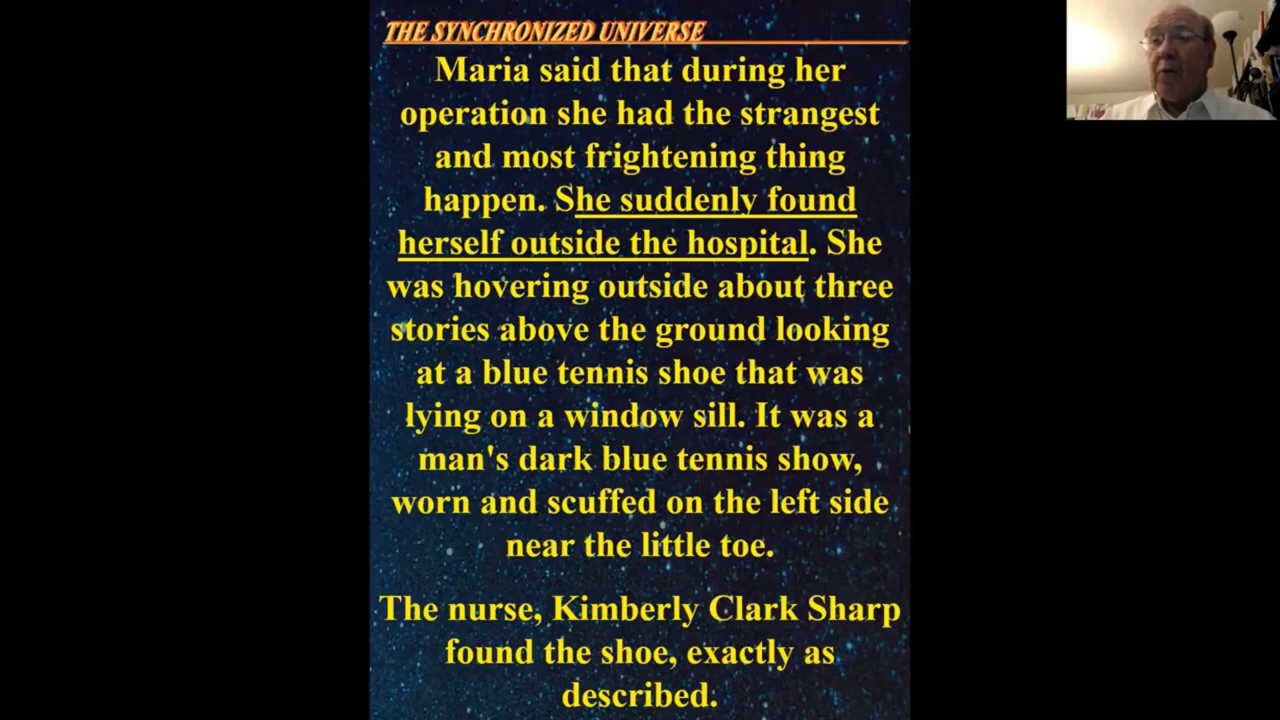 THE SYNCHRONIZED UNIVERSE
Maria said that during her
operation she had the strangest
and most frightening thing
happen. She suddenly found
herself outside the hospital. She
was hovering outside about three
stories above the ground looking
at a blue tennis shoe that was
lying on a window sill. It was a
man's dark blue tennis show,
worn and scuffed on the left side
near the little toe.
The nurse, Kimberly Clark Sharp
found the shoe, exactly as
described.